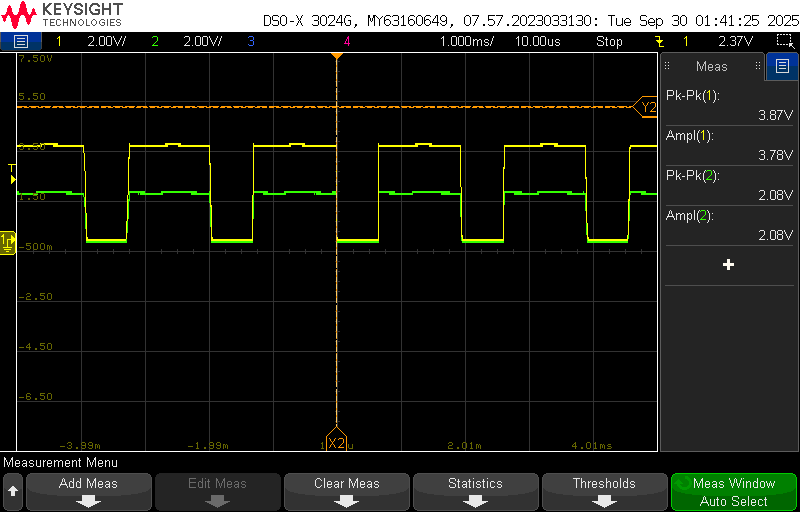 KEYSIGHT
TECHNOLOGIES
DSO-X 3024G, MY63160649, 07.57.2023033130: Tue Sep 30 01:41:25 2025
1 2.00V/ 2 2.00V/ 3 4 1.000ms/ 10.00us Stop 1 2.37V
7.50V
5.50
3.50
1.50
-500m
-2.50
-4.50
-6.50
T
1
Y2
X2
-3.99m -1.99m 2.01m 4.01ms
Meas
Pk-Pk(1):
3.87V
Ampl(1):
3.78V
Pk-Pk(2):
2.08V
Ampl(2):
2.08V
+
Measurement Menu
Add Meas
Edit Meas
Clear Meas
Statistics
Thresholds
Meas Window
Auto Select